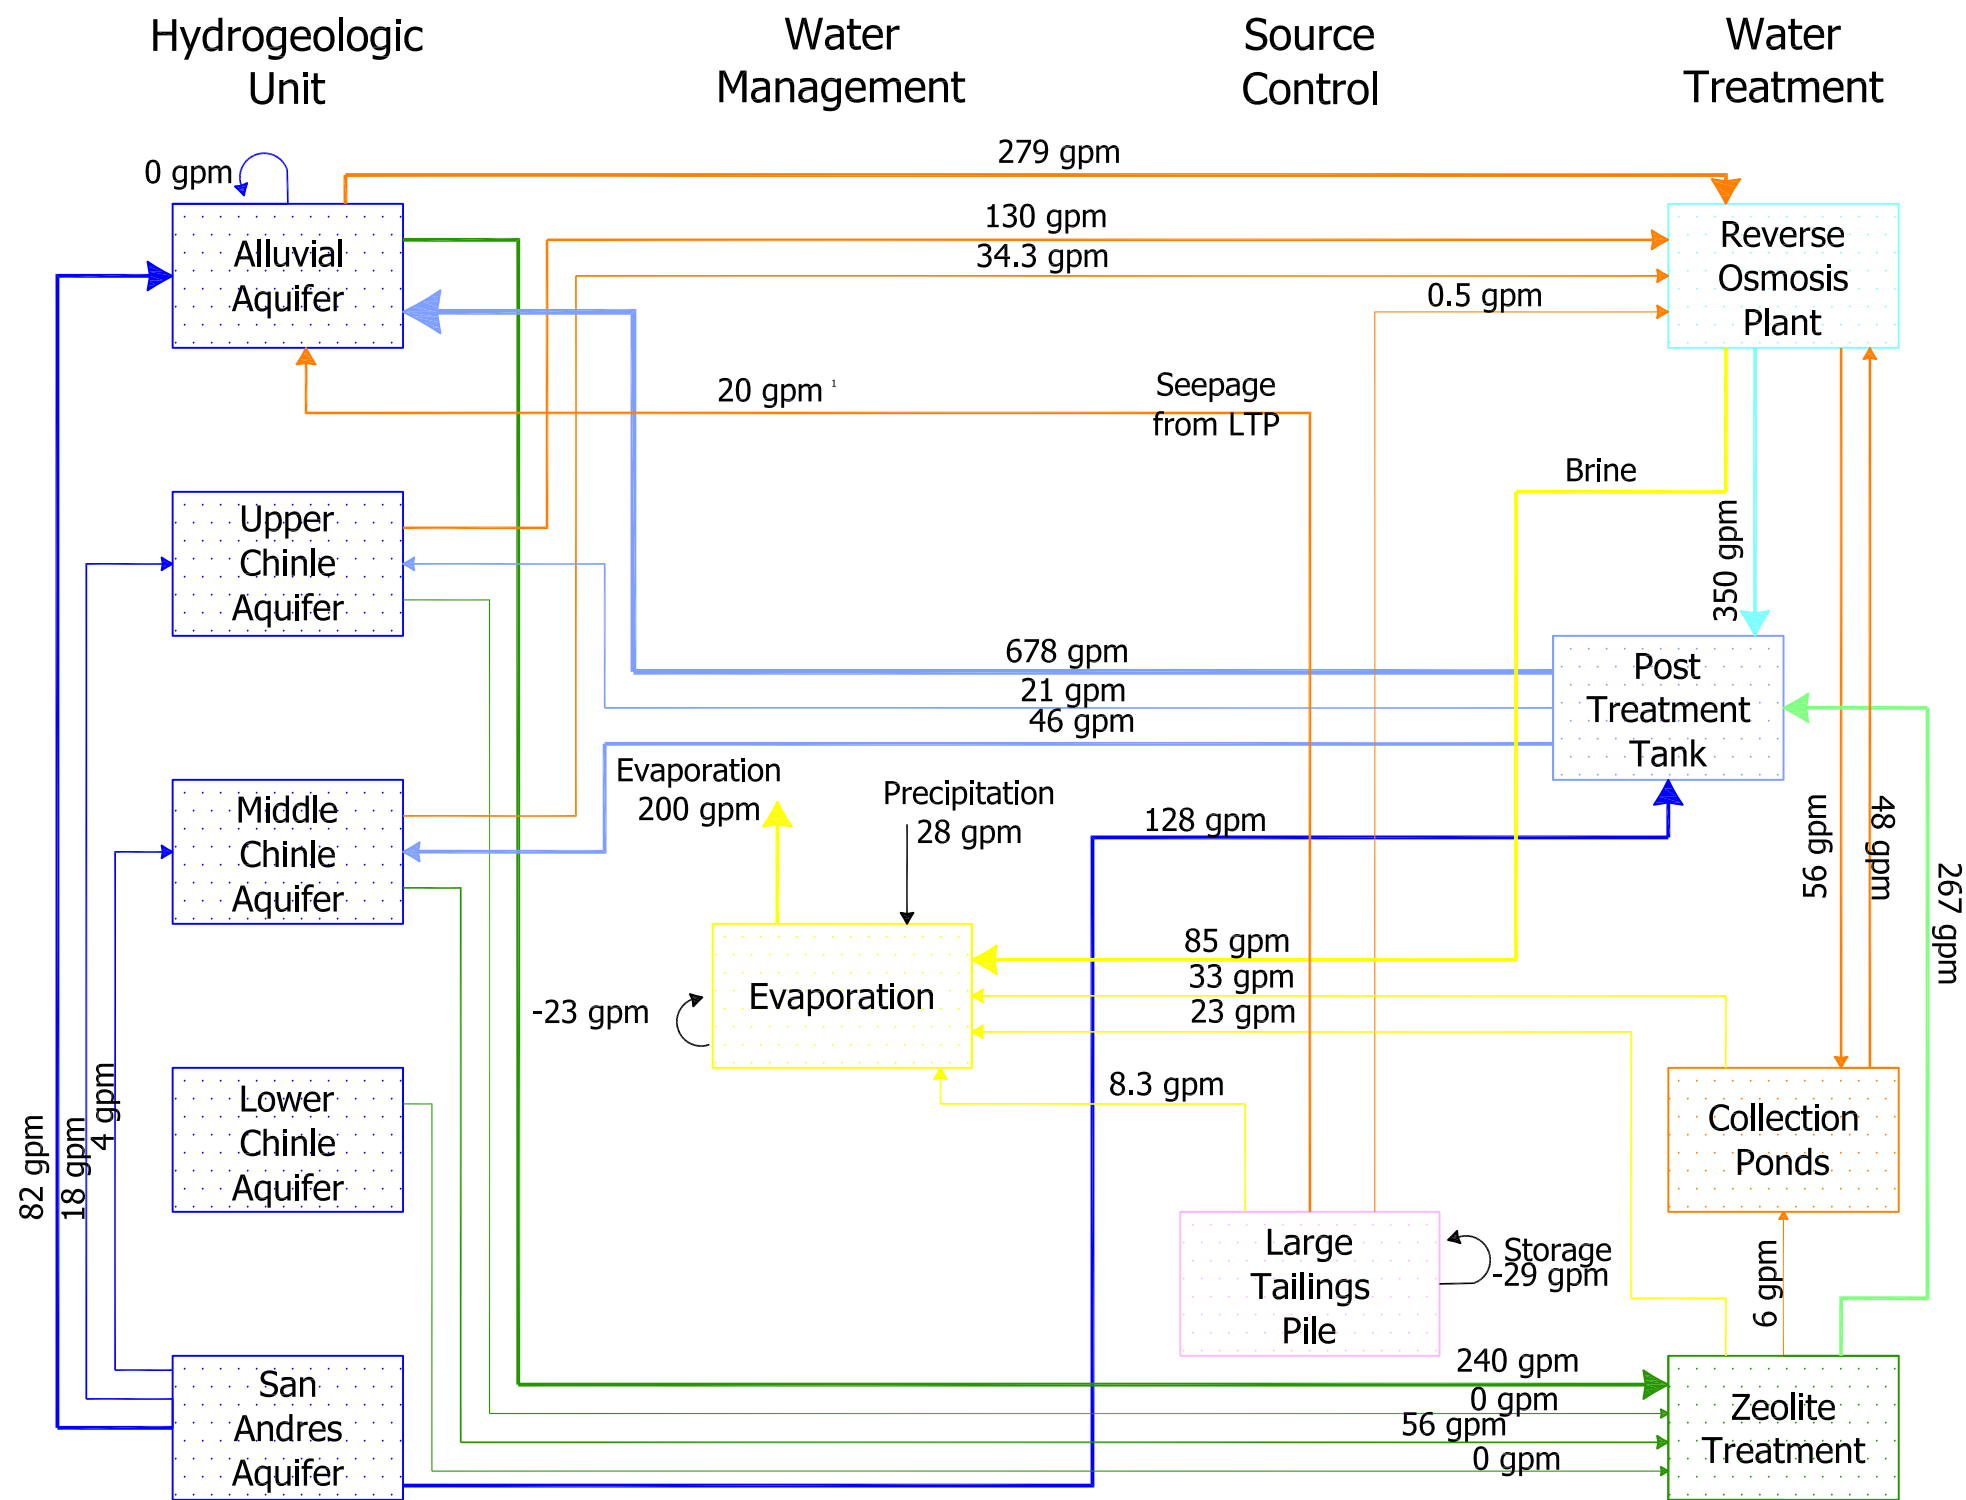 Hydrogeologic
Unit
Water
Management
Source
Control
Water
Treatment
0 gpm
279 gpm
130 gpm
34.3 gpm
0.5 gpm
Alluvial
Aquifer
Reverse
Osmosis
Plant
20 gpm 1
Seepage
from LTP
Brine
350 gpm
Upper
Chinle
Aquifer
678 gpm
21 gpm
46 gpm
Post
Treatment
Tank
Evaporation
200 gpm
Precipitation
28 gpm
128 gpm
56 gpm
48 gpm
267 gpm
Middle
Chinle
Aquifer
85 gpm
33 gpm
23 gpm
Evaporation
-23 gpm
8.3 gpm
82 gpm
18 gpm
4 gpm
Lower
Chinle
Aquifer
Collection
Ponds
Large
Tailings
Pile
Storage
-29 gpm
6 gpm
240 gpm
0 gpm
56 gpm
0 gpm
San
Andres
Aquifer
Zeolite
Treatment